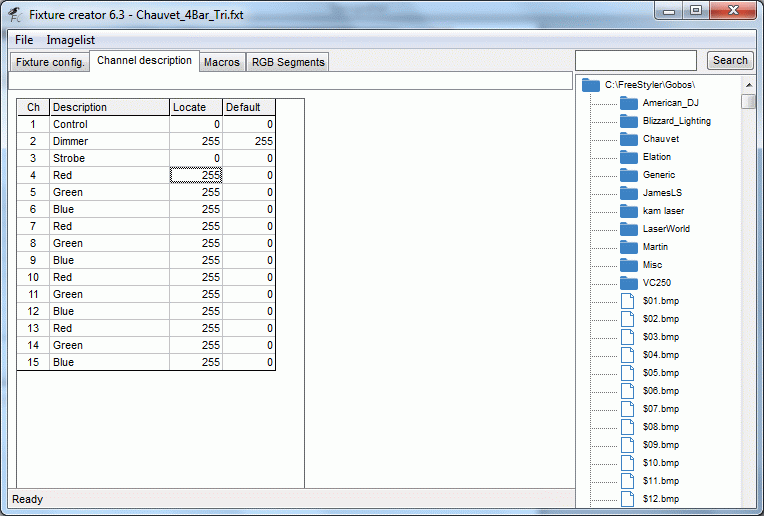 Fixture creator 6.3 - Chauvet_4Bar_Tri.fxt
File Imagelist
Fixture config. Channel description Macros RGB Segments
Search
Ch Description Locate Default
1 Control 0 0
2 Dimmer 255 255
3 Strobe 0 0
4 Red 255 0
5 Green 255 0
6 Blue 255 0
7 Red 255 0
8 Green 255 0
9 Blue 255 0
10 Red 255 0
11 Green 255 0
12 Blue 255 0
13 Red 255 0
14 Green 255 0
15 Blue 255 0
C:\FreeStyler\Gobos\
American_DJ
Blizzard_Lighting
Chauvet
Elation
Generic
JamesLS
kam laser
LaserWorld
Martin
Misc
VC250
$01.bmp
$02.bmp
$03.bmp
$04.bmp
$05.bmp
$06.bmp
$07.bmp
$08.bmp
$09.bmp
$10.bmp
$11.bmp
$12.bmp
Ready